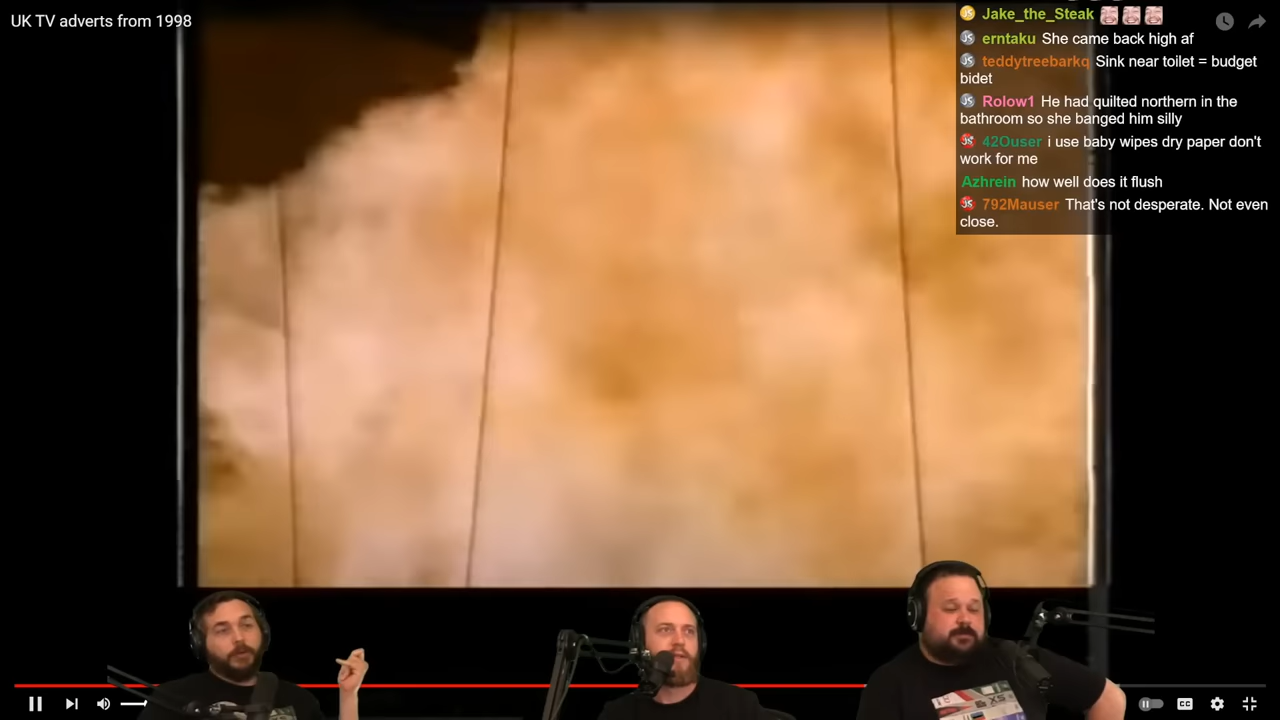 UK TV adverts from 1998
Jake_the_Steak
erntaku She came back high af
teddytreebarkq Sink near toilet = budget
bidet
Rolow1 He had quilted northern in the
bathroom so she banged him silly
42Ouser i use baby wipes dry paper don't
work for me
Azhrein how well does it flush
792Mauser That's not desperate. Not even
close.
CC